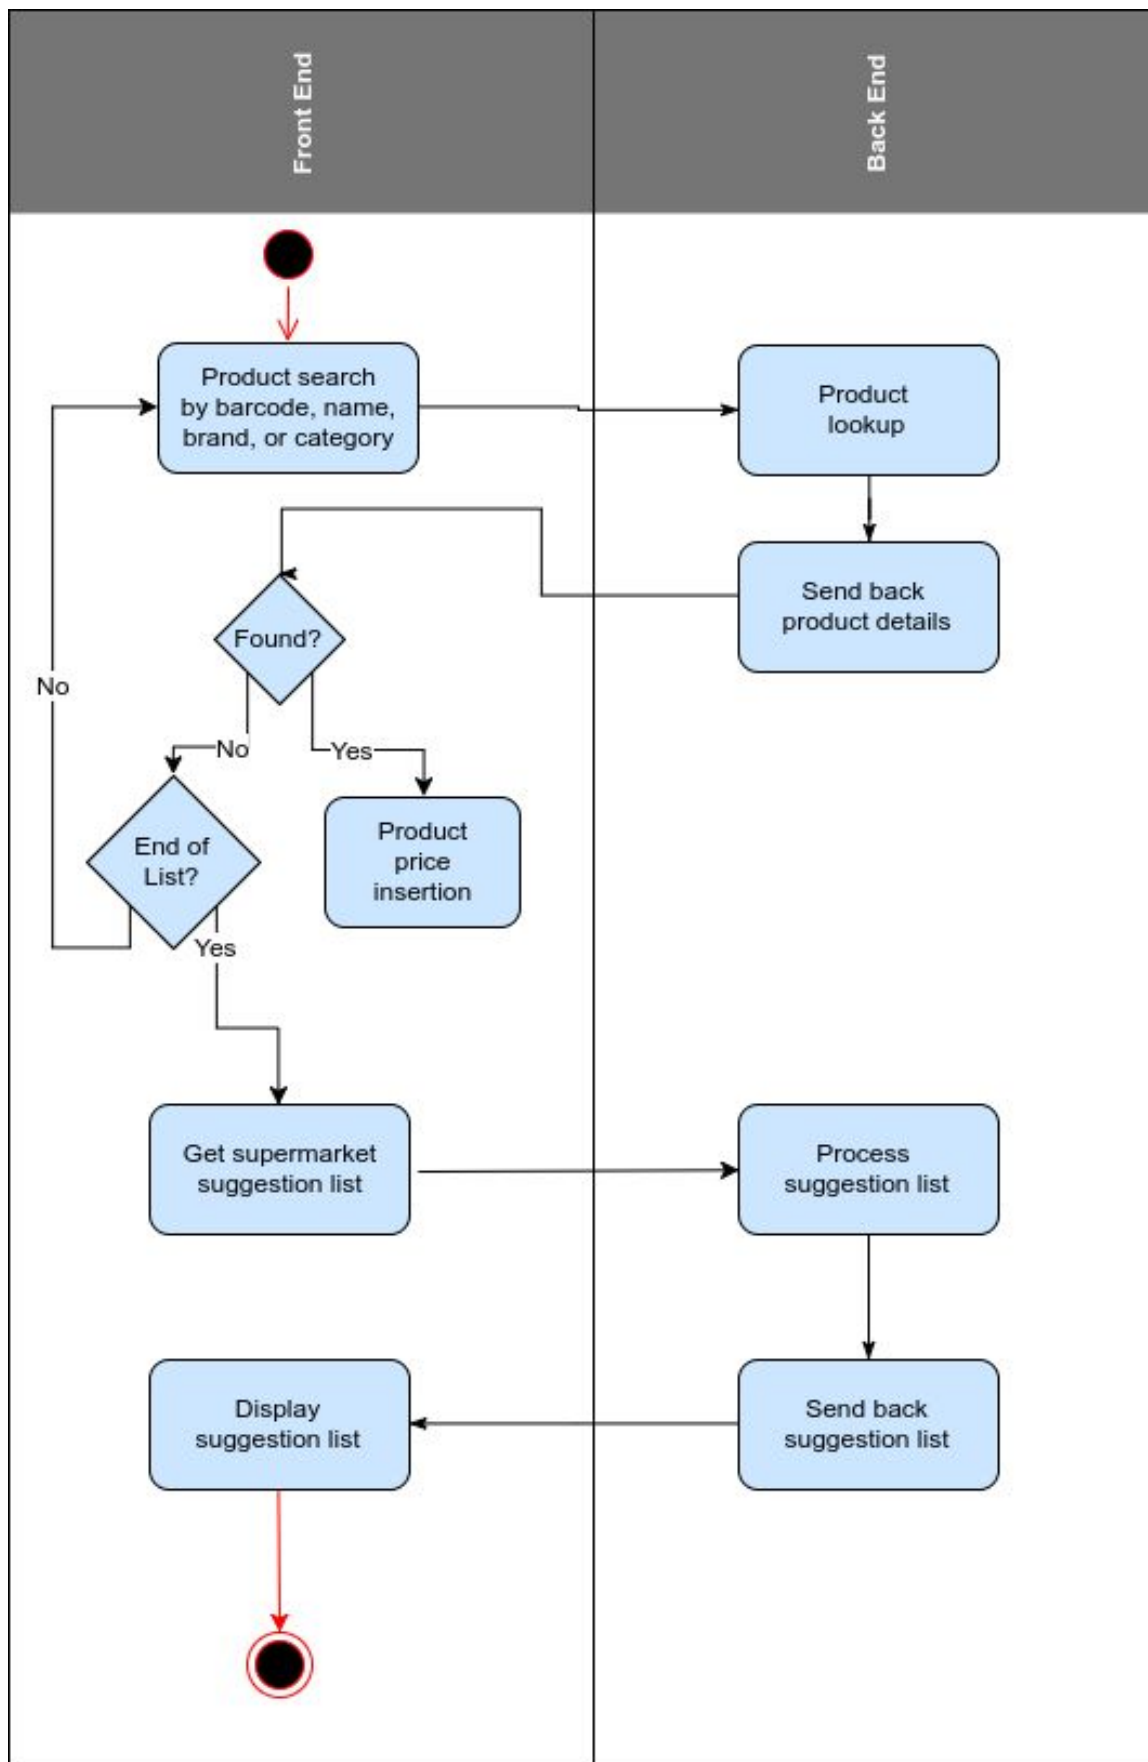 Front End
Back End
Product search
by barcode, name,
brand, or category
Product
lookup
Send back
product details
Found?
No
No
Yes
End of
List?
Product
price
insertion
Yes
Get supermarket
suggestion list
Process
suggestion list
Display
suggestion list
Send back
suggestion list